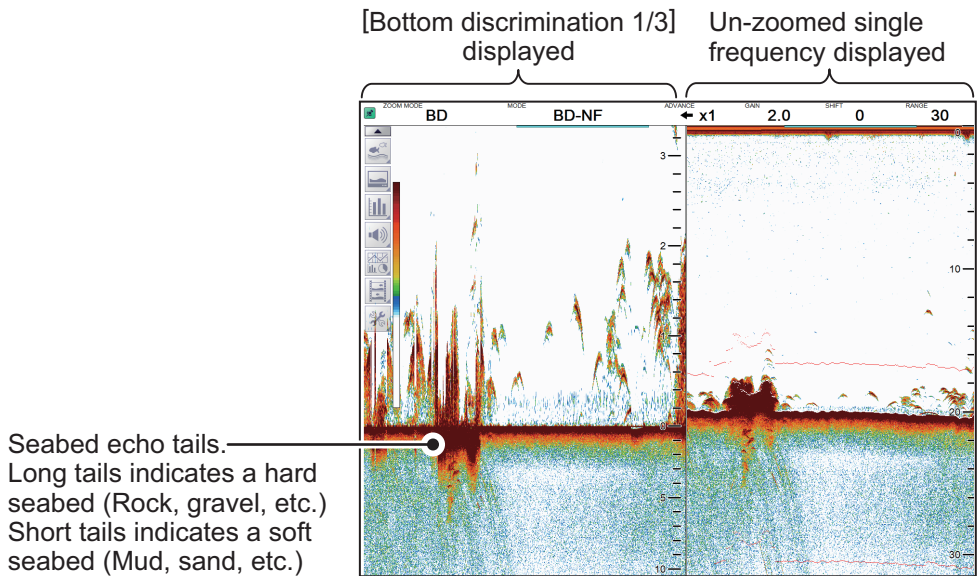 [Bottom discrimination 1/3]
displayed
Un-zoomed single
frequency displayed
ZOOM MODE
BD
MODE
BD-NF
ADVANCE
x1
GAIN
2.0
SHIFT
0
RANGE
30
3
2
0
5
10
0
10
20
30
Seabed echo tails.
Long tails indicates a hard
seabed (Rock, gravel, etc.)
Short tails indicates a soft
seabed (Mud, sand, etc.)